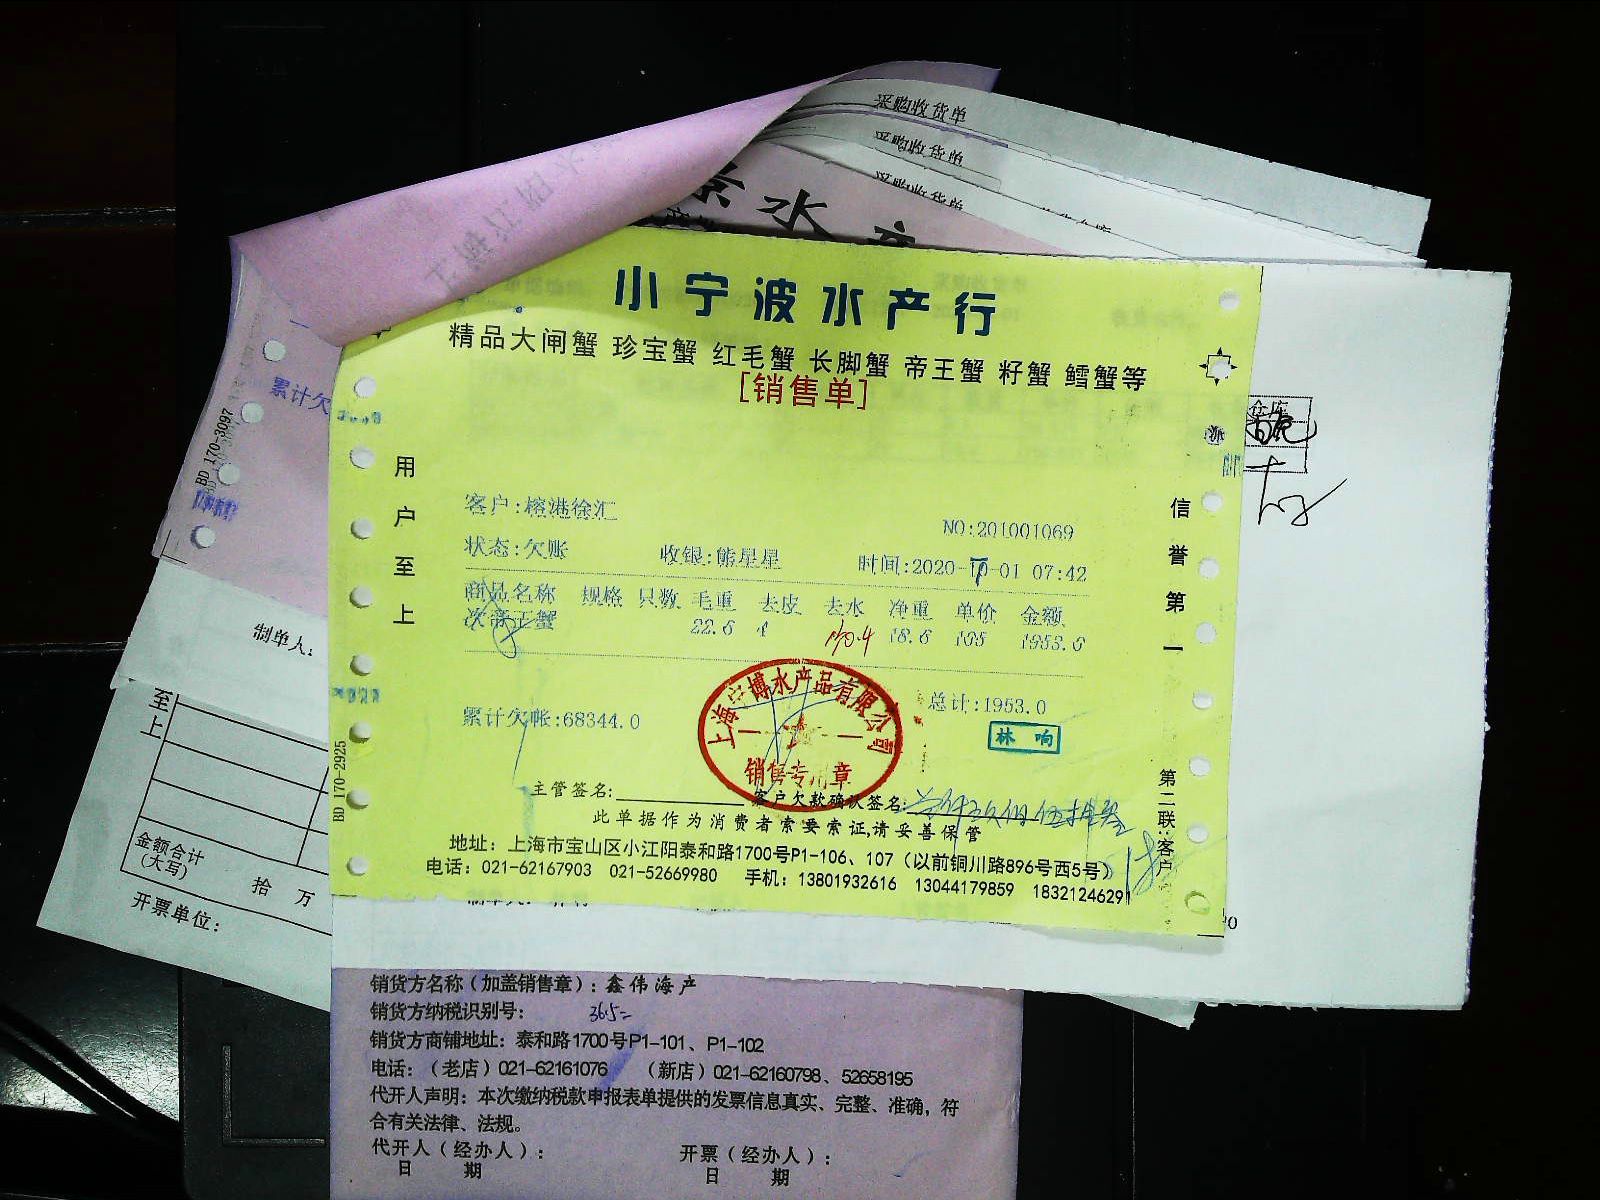 采购收货单
采购收货单
采购收货单
水产
小宁波水产行
精品大闸蟹 珍宝蟹 红毛蟹 长脚蟹 帝王蟹 籽蟹 鳕蟹等
[销售单]
仓库
累计欠
BD 170-3097
用户至上
信誉第一
客户:榕港徐汇
NO:201001069
状态:欠账 收银:熊星星 时间:2020-10-01 07:42
商品名称 规格 只数 毛重 去皮 去水 净重 单价 金额
次帝王蟹 22.6 4 18.6 105 1953.0
累计欠帐:68344.0
总计:1953.0
上海宁博水产品有限公司
销售专用章
林响
BD 170-2925
主管签名:
客户欠款确认签名:
此单据作为消费者索要索证,请妥善保管
地址：上海市宝山区小江阳泰和路1700号P1-106、107（以前铜川路896号西5号）
电话：021-62167903 021-52669980 手机：13801932616 13044179859 18321246291
第二联:客户
制单人:
至上
金额合计
(大写)
拾 万
开票单位:
销货方名称（加盖销售章）：鑫伟海产
销货方纳税识别号：
销货方商铺地址：泰和路1700号P1-101、P1-102
电话：（老店）021-62161076 （新店）021-62160798、52658195
代开人声明：本次缴纳税款申报表单提供的发票信息真实、完整、准确，符
合有关法律、法规。
代开人（经办人）： 开票（经办人）：
日 期 日 期